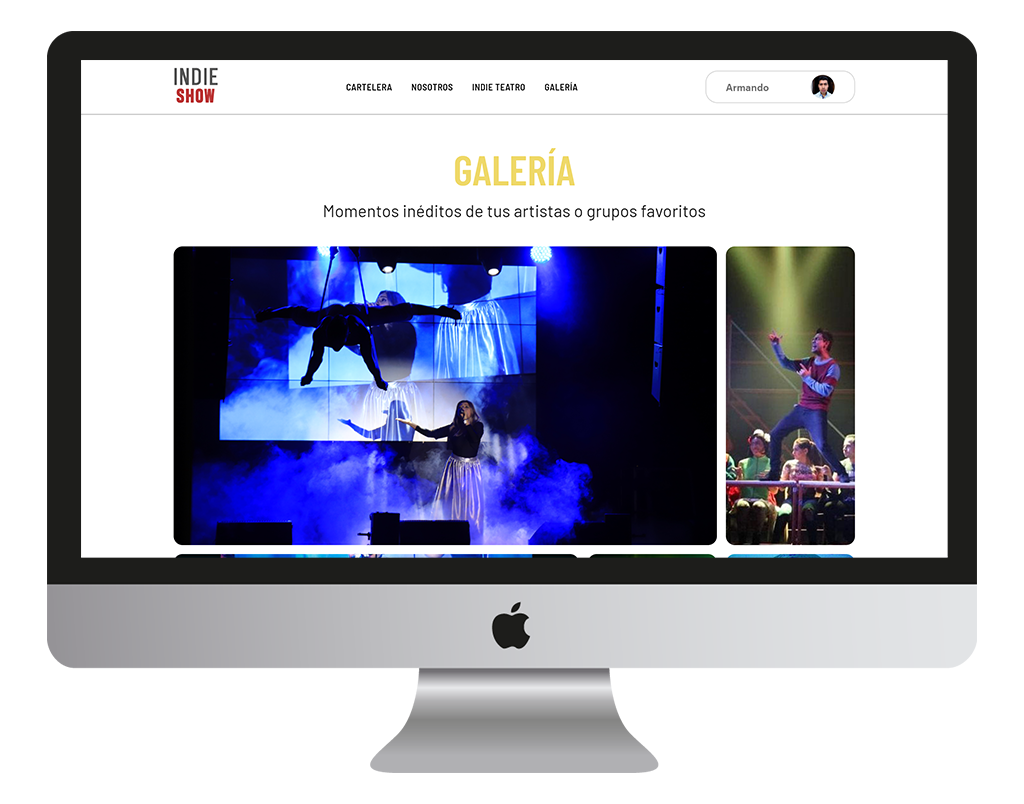 INDIE
SHOW
CARTELERA NOSOTROS INDIE TEATRO GALERÍA
Armando
GALERÍA
Momentos inéditos de tus artistas o grupos favoritos